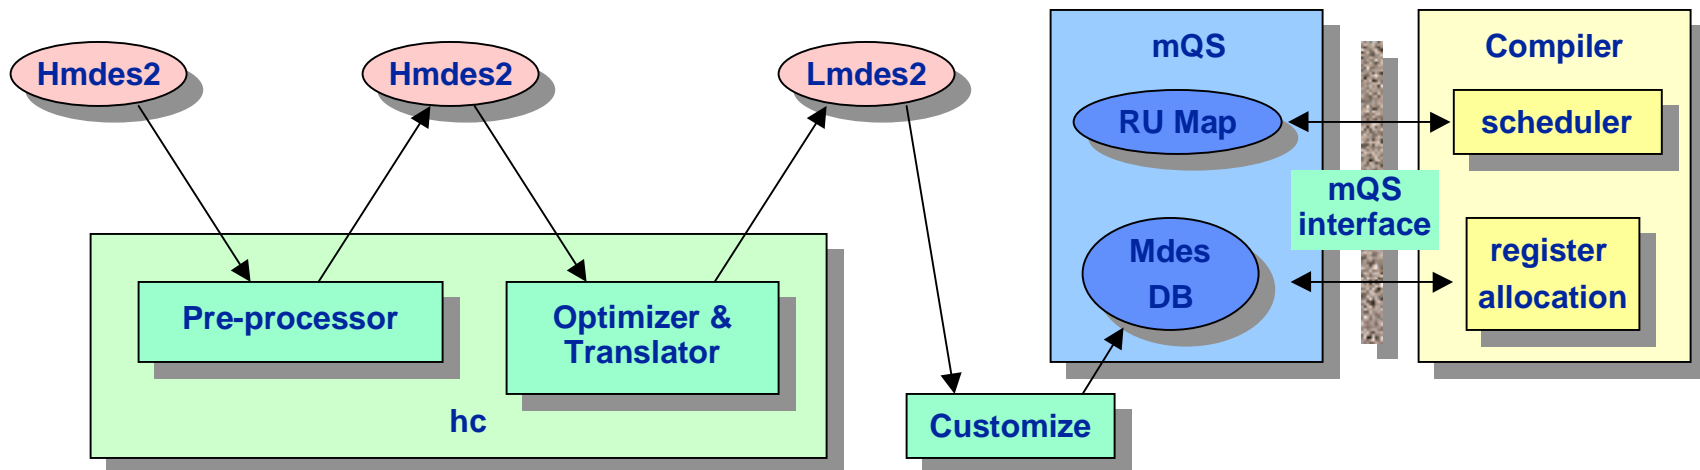 Hmdes2
Hmdes2
Lmdes2
Pre-processor
Optimizer &
Translator
hc
Customize
mQS
RU Map
Mdes
DB
mQS
interface
Compiler
scheduler
register
allocation